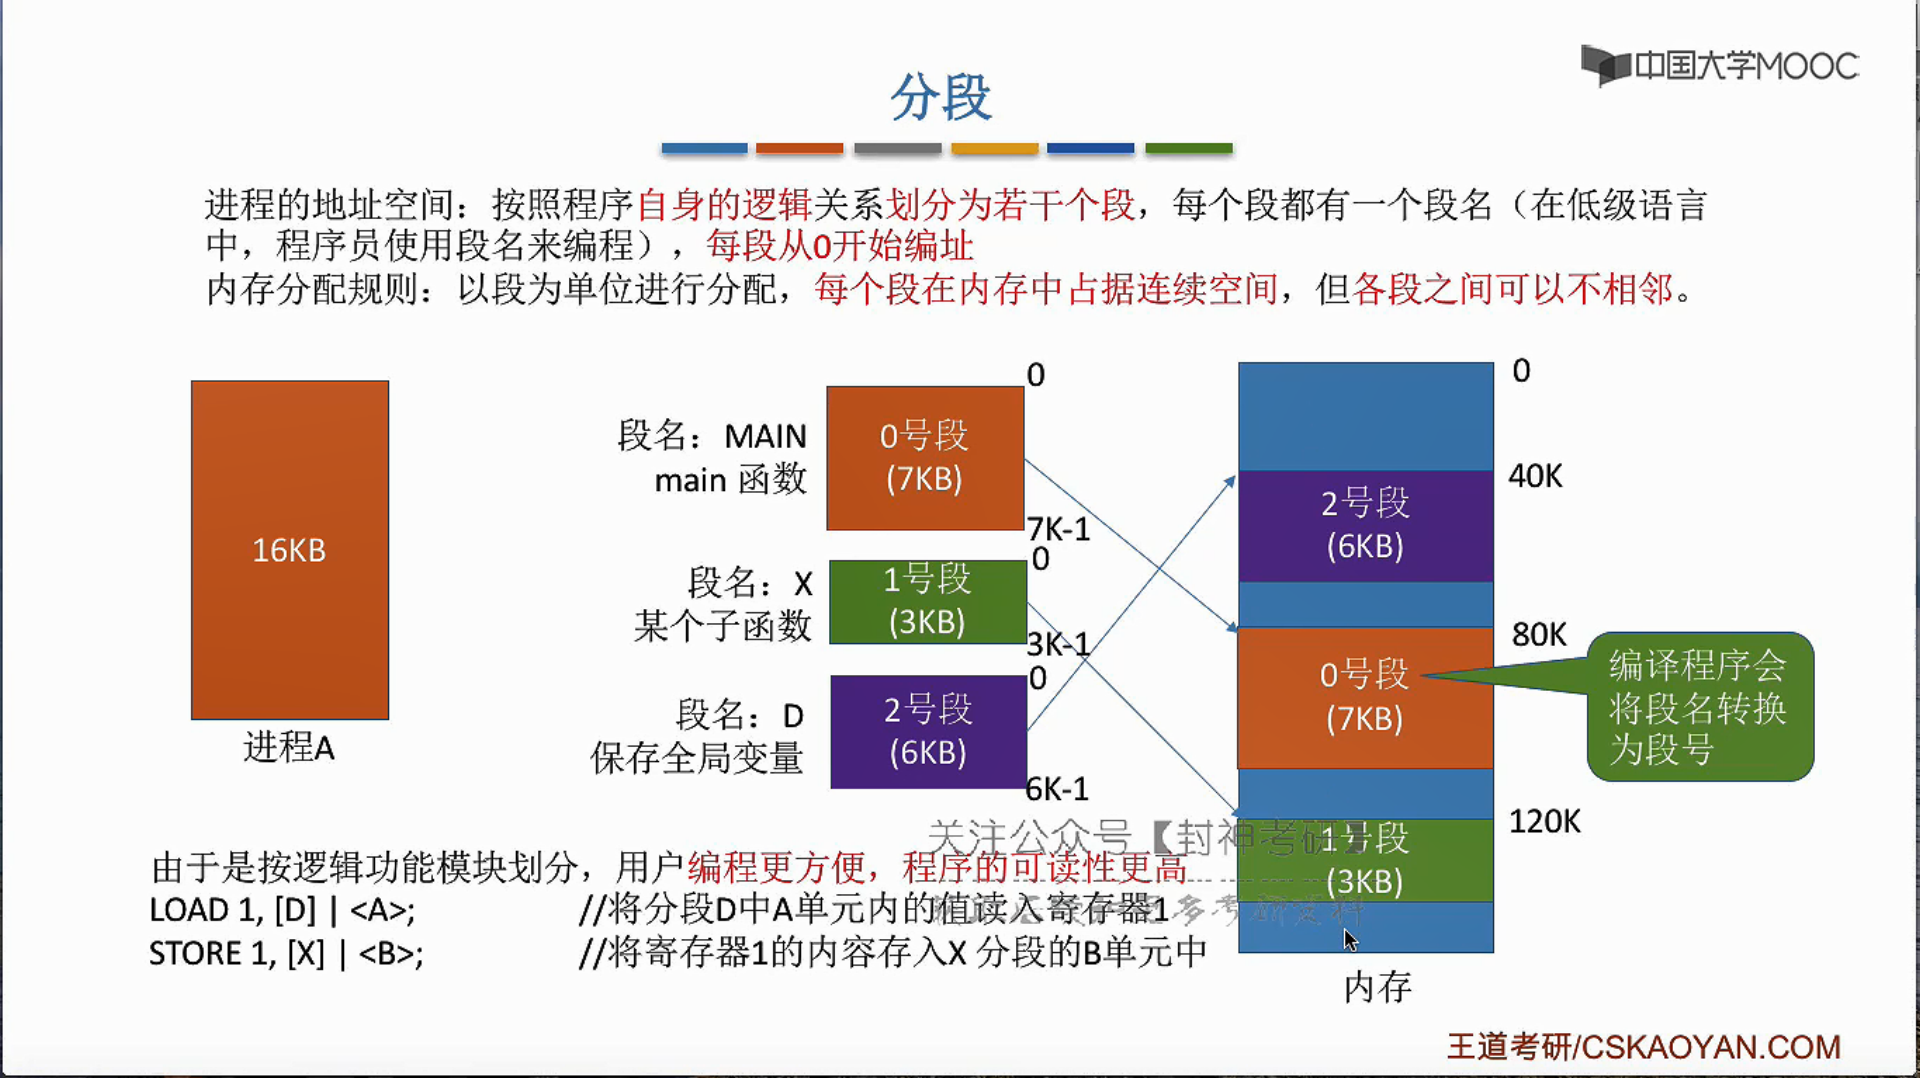 中国大学MOOC
分段
进程的地址空间：按照程序自身的逻辑关系划分为若干个段，每个段都有一个段名（在低级语言
中，程序员使用段名来编程），每段从0开始编址
内存分配规则：以段为单位进行分配，每个段在内存中占据连续空间，但各段之间可以不相邻。
16KB
进程A
段名：MAIN
main 函数
0号段
(7KB)
0
7K-1
段名：X
某个子函数
1号段
(3KB)
0
3K-1
段名：D
保存全局变量
2号段
(6KB)
0
6K-1
0
40K
2号段
(6KB)
80K
0号段
(7KB)
120K
1号段
(3KB)
内存
编译程序会
将段名转换
为段号
关注公众号【封神考研】
由于是按逻辑功能模块划分，用户编程更方便，程序的可读性更高
LOAD 1, [D] | <A>; //将分段D中A单元内的值读入寄存器1
STORE 1, [X] | <B>; //将寄存器1的内容存入X 分段的B单元中
王道考研/CSKAOYAN.COM